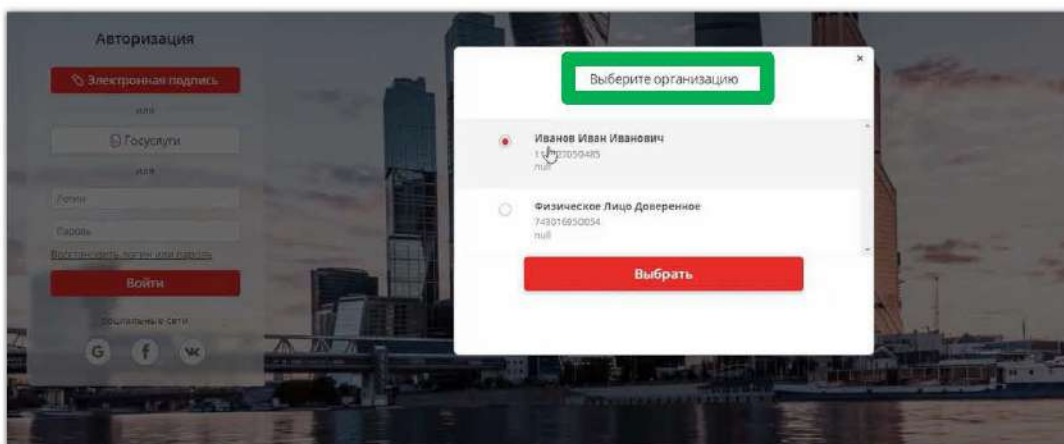 Авторизация
Электронная подпись
или
Госуслуги
или
Логин
Пароль
Восстановить логин или пароль
Войти
социальные сети
G f
Выберите организацию
×
Иванов Иван Иванович
null
Физическое Лицо Доверенное
743016950054
null
Выбрать